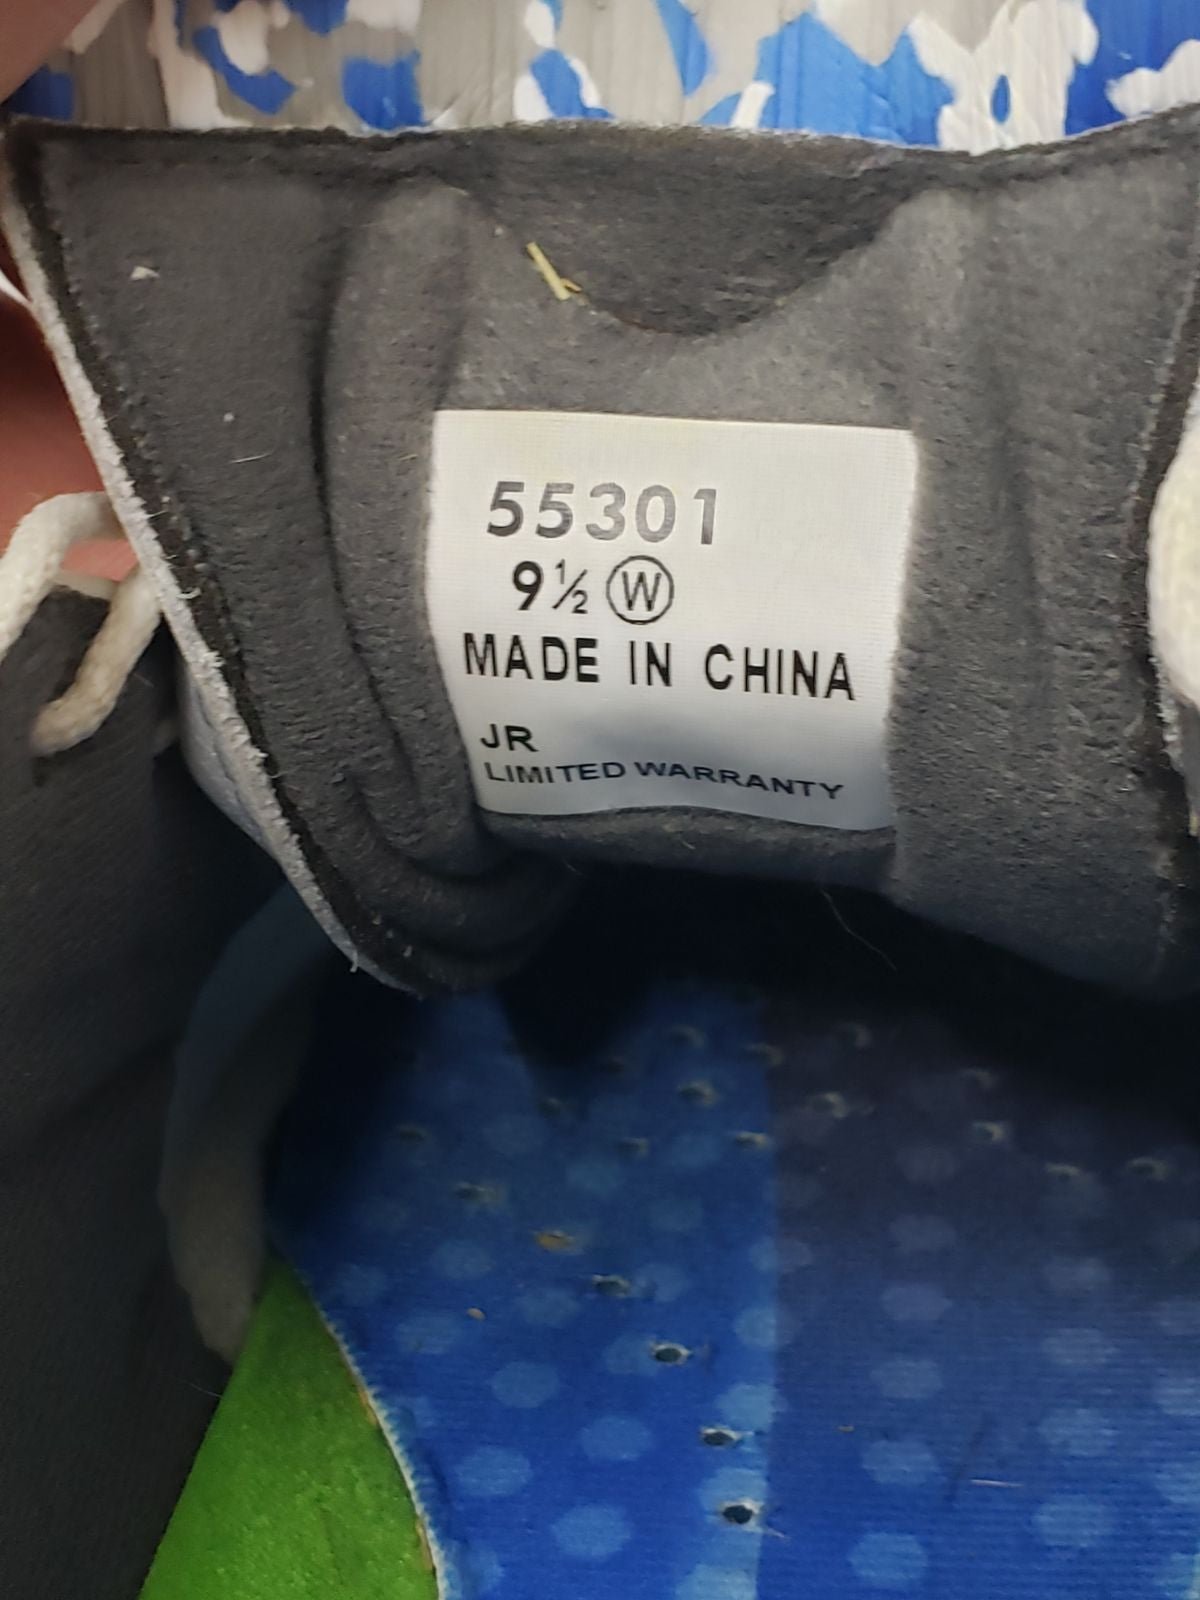 55301
9½ Ⓦ
MADE IN CHINA
JR
LIMITED WARRANTY